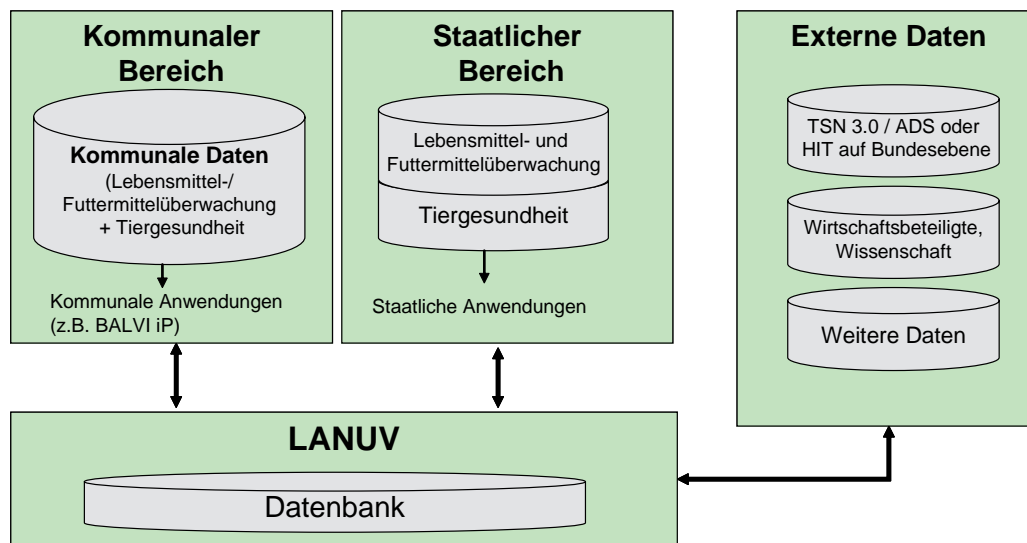 Kommunaler
Bereich
Kommunale Daten
(Lebensmittel-/
Futtermittelüberwachung
+ Tiergesundheit
Kommunale Anwendungen
(z.B. BALVI iP)
Staatlicher
Bereich
Lebensmittel- und
Futtermittelüberwachung
Tiergesundheit
Staatliche Anwendungen
Externe Daten
TSN 3.0 / ADS oder
HIT auf Bundesebene
Wirtschaftsbeteiligte,
Wissenschaft
Weitere Daten
LANUV
Datenbank